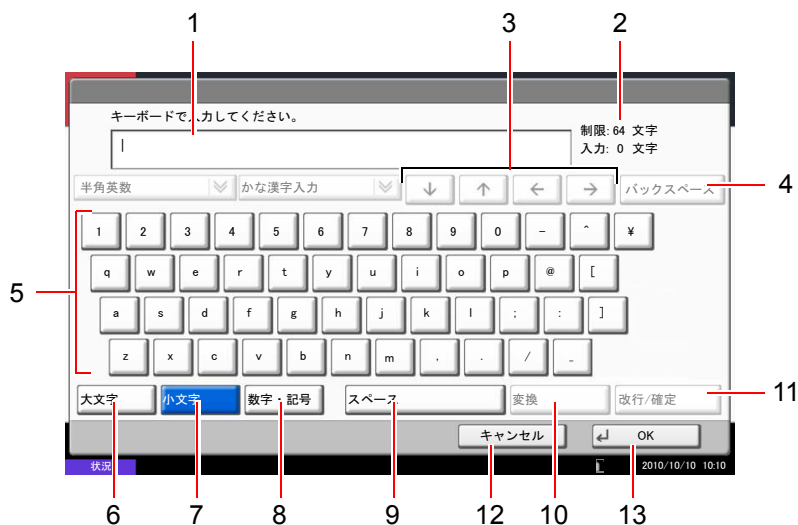 1 3 2
キーボードで入力してください。
制限: 64 文字
入力: 0 文字
半角英数 かな漢字入力 ↓ ↑ ← → バックスペース 4
1 2 3 4 5 6 7 8 9 0 - ^ ¥
q w e r t y u i o p @ [
5
a s d f g h j k l ; : ]
z x c v b n m , . / _
大文字 小文字 数字・記号 スペース 変換 改行/確定 11
キャンセル OK
状況 2010/10/10 10:10
6 7 8 9 12 10 13